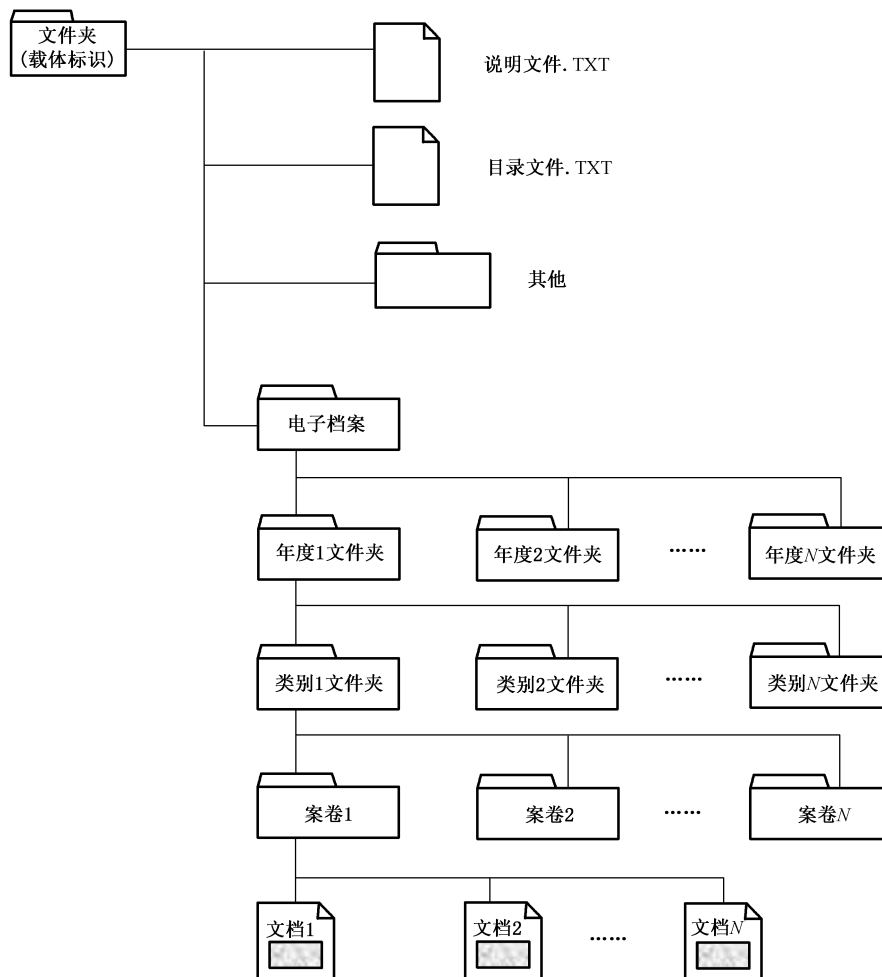 文件夹
(载体标识)
说明文件.TXT
目录文件.TXT
其他
电子档案
年度1文件夹
年度2文件夹
……
年度N文件夹
类别1文件夹
类别2文件夹
……
类别N文件夹
案卷1
案卷2
……
案卷N
文档1
文档2
……
文档N